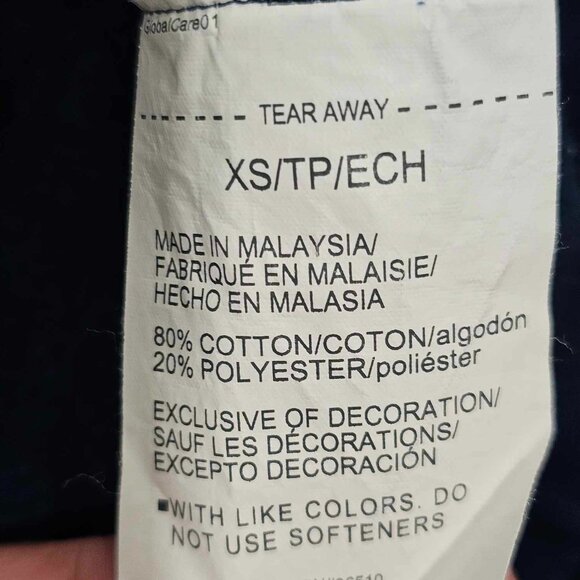 GlobalCare01
TEAR AWAY
XS/TP/ECH
MADE IN MALAYSIA/
FABRIQUÉ EN MALAISIE/
HECHO EN MALASIA
80% COTTON/COTON/algodón
20% POLYESTER/poliéster
EXCLUSIVE OF DECORATION/
SAUF LES DÉCORATIONS/
EXCEPTO DECORACIÓN
■WITH LIKE COLORS. DO
NOT USE SOFTENERS